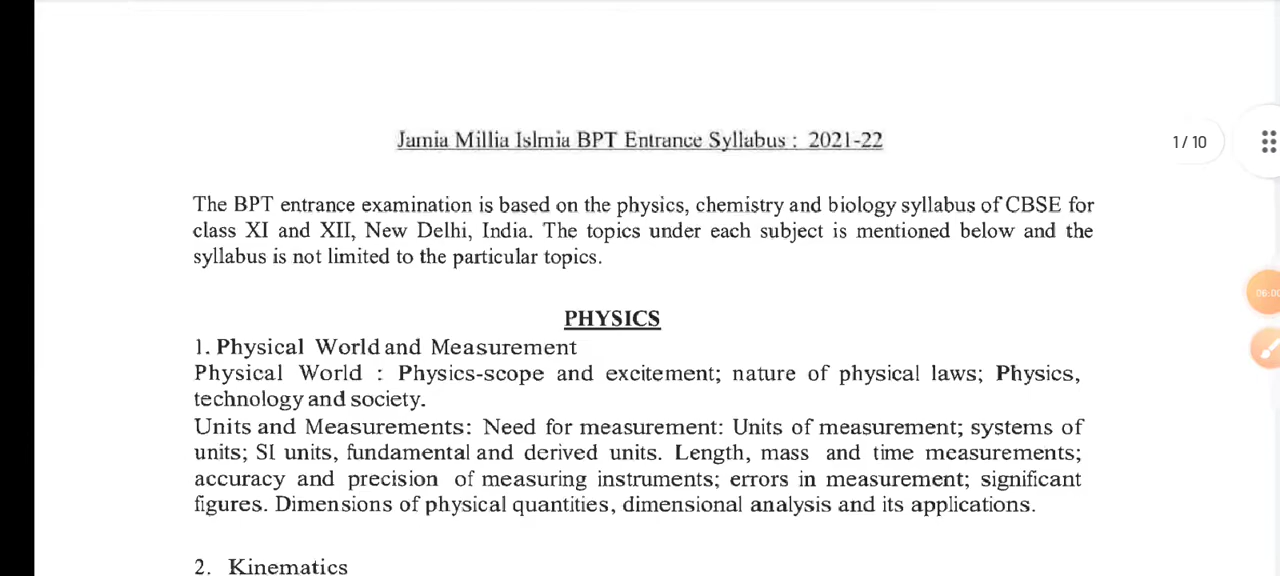 Jamia Millia Islmia BPT Entrance Syllabus : 2021-22
1 / 10
The BPT entrance examination is based on the physics, chemistry and biology syllabus of CBSE for
class XI and XII, New Delhi, India. The topics under each subject is mentioned below and the
syllabus is not limited to the particular topics.
06:00
PHYSICS
1. Physical World and Measurement
Physical World : Physics-scope and excitement; nature of physical laws; Physics,
technology and society.
Units and Measurements: Need for measurement: Units of measurement; systems of
units; SI units, fundamental and derived units. Length, mass and time measurements;
accuracy and precision of measuring instruments; errors in measurement; significant
figures. Dimensions of physical quantities, dimensional analysis and its applications.
2. Kinematics